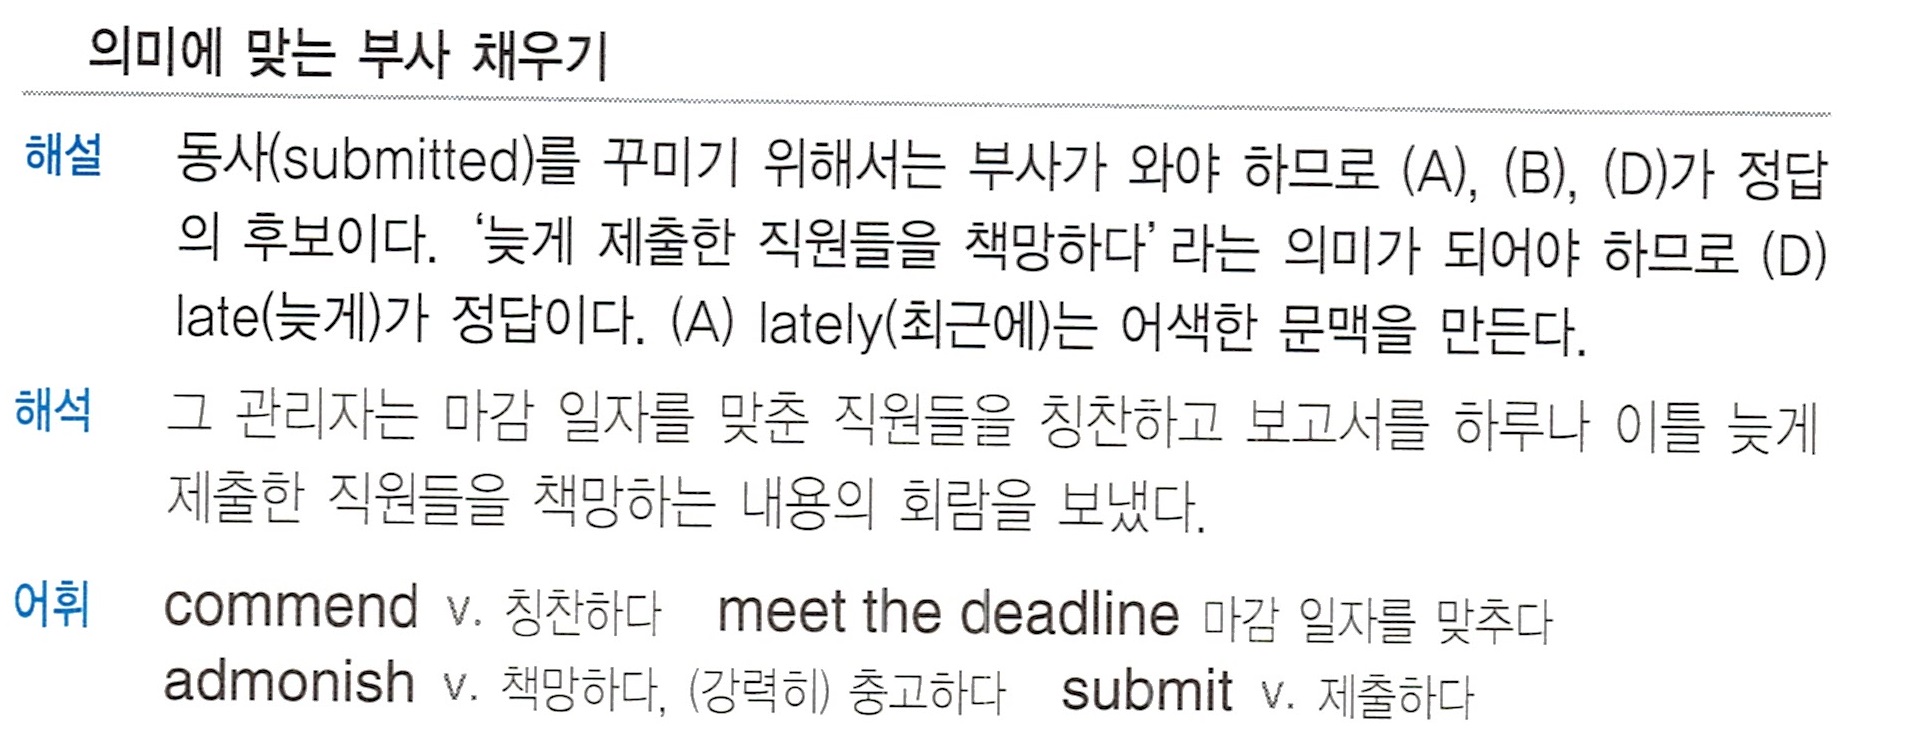 의미에 맞는 부사 채우기
해설 동사(submitted)를 꾸미기 위해서는 부사가 와야 하므로 (A), (B), (D)가 정답
의 후보이다. ‘늦게 제출한 직원들을 책망하다’라는 의미가 되어야 하므로 (D)
late(늦게)가 정답이다. (A) lately(최근에)는 어색한 문맥을 만든다.
해석 그 관리자는 마감 일자를 맞춘 직원들을 칭찬하고 보고서를 하루나 이틀 늦게
제출한 직원들을 책망하는 내용의 회람을 보냈다.
어휘 commend v. 칭찬하다 meet the deadline 마감 일자를 맞추다
admonish v. 책망하다, (강력히) 충고하다 submit v. 제출하다